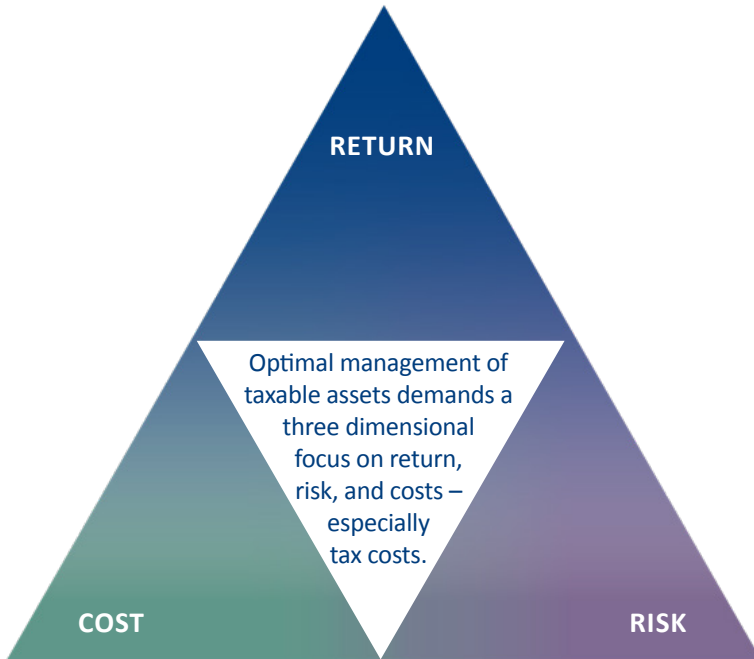 RETURN
Optimal management of
taxable assets demands a
three dimensional
focus on return,
risk, and costs –
especially
tax costs.
COST
RISK